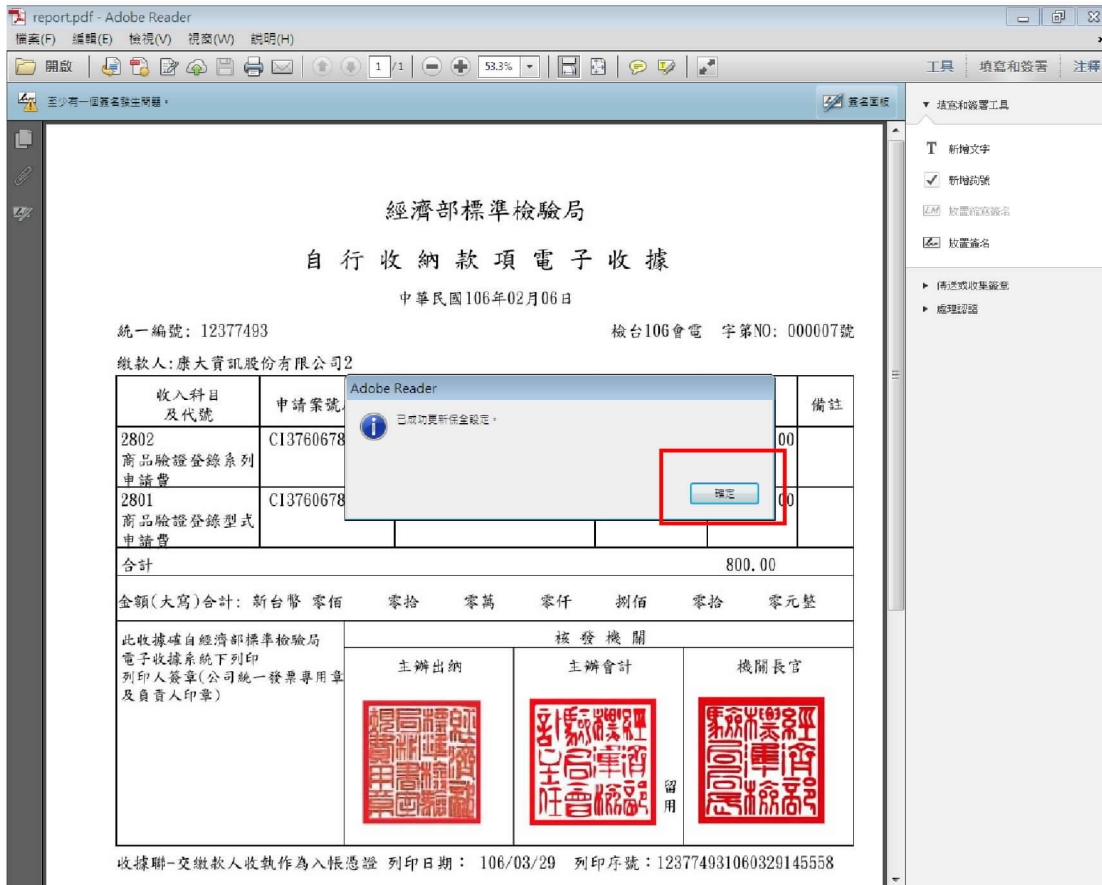 report.pdf - Adobe Reader
檔案(F) 編輯(E) 檢視(V) 視窗(W) 說明(H)
開啟 1 /1 53.3% 工具 填寫和簽署 注釋
至少有一個簽名發生問題。 簽名面板
填寫和簽署工具
T 新增文字
新增勾號
放置縮寫簽名
放置簽名
傳送或收集簽章
處理認證
經濟部標準檢驗局
自行收納款項電子收據
中華民國106年02月06日
統一編號: 12377493 檢台106會電 字第NO: 000007號
繳款人:康大資訊股份有限公司2
收入科目及代號 申請案號 備註
2802 商品驗證登錄系列申請費 CI3760678 00
2801 商品驗證登錄型式申請費 CI3760678 00
Adobe Reader
已成功更新保全設定。
確定
合計 800.00
金額(大寫)合計: 新台幣 零佰 零拾 零萬 零仟 捌佰 零拾 零元整
此收據確自經濟部標準檢驗局
電子收據系統下列印
列印人簽章(公司統一發票專用章
及負責人印章)
核發機關
主辦出納 主辦會計 機關長官
留用
收據聯-交繳款人收執作為入帳憑證 列印日期: 106/03/29 列印序號:123774931060329145558